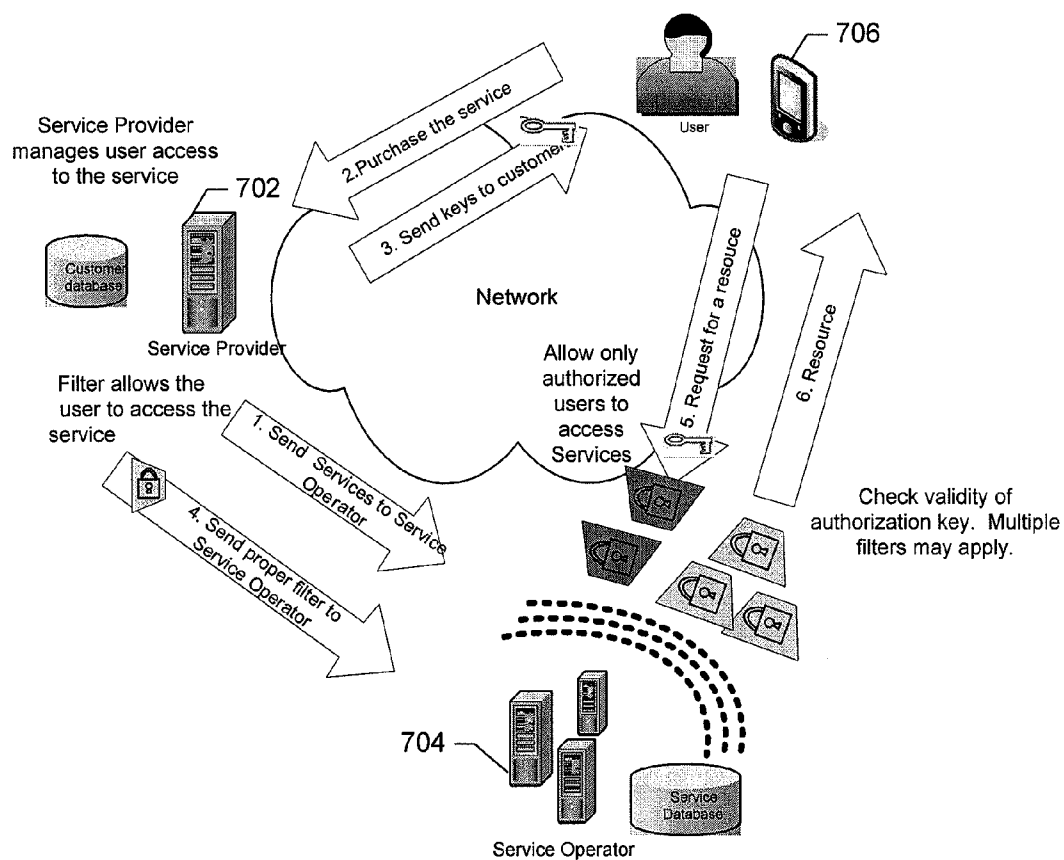 706
User
Service Provider
manages user access
to the service
702
2.Purchase the service
3. Send keys to customer
Customer
database
Network
Service Provider
5. Request for a resouce
6. Resource
Allow only
authorized
users to
access
Services
Filter allows the
user to access the
service
1. Send Services to Service
Operator
4. Send proper filter to
Service Operator
Check validity of
authorization key. Multiple
filters may apply.
704
Service
Database
Service Operator